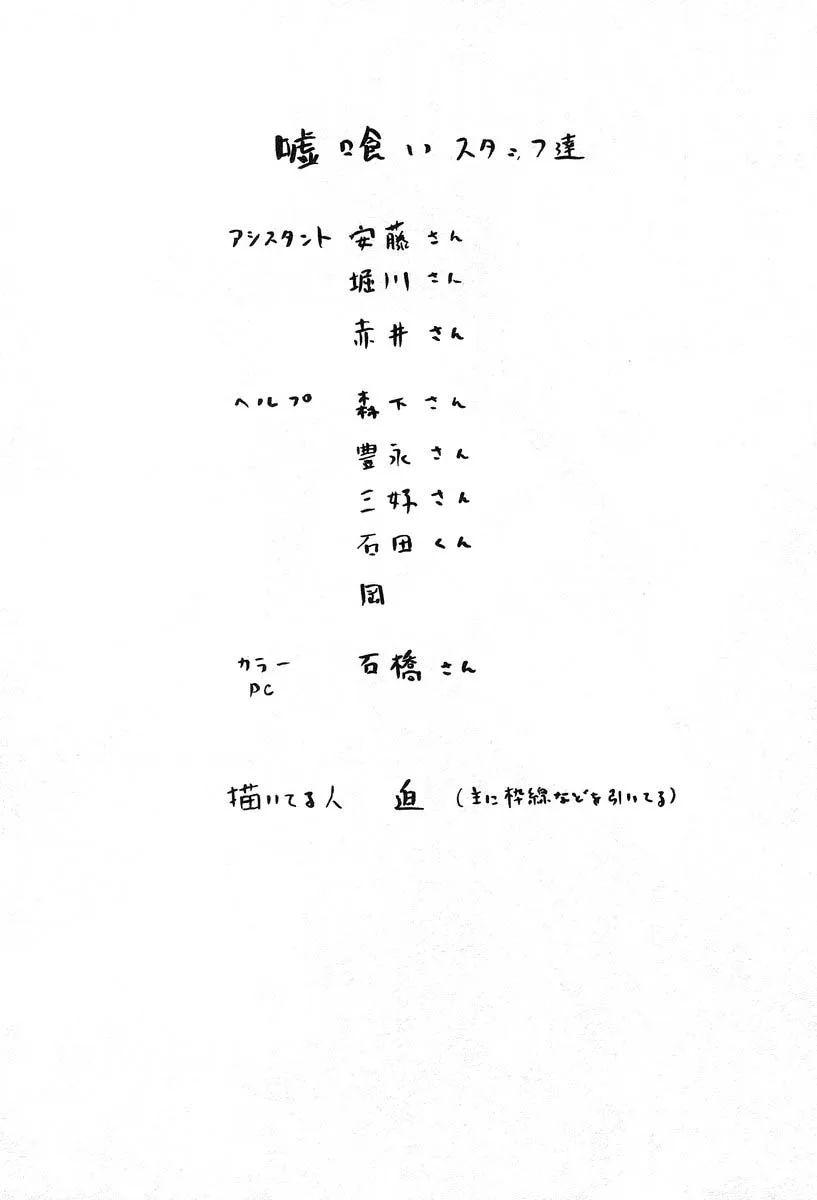 嘘喰いスタッフ達
アシスタント 安藤さん
堀川さん
赤井さん
ヘルプ 森下さん
豊永さん
三好さん
石田くん
岡
カラー 石橋さん
PC
描いてる人 迫 (主に枠線などを引いてる)